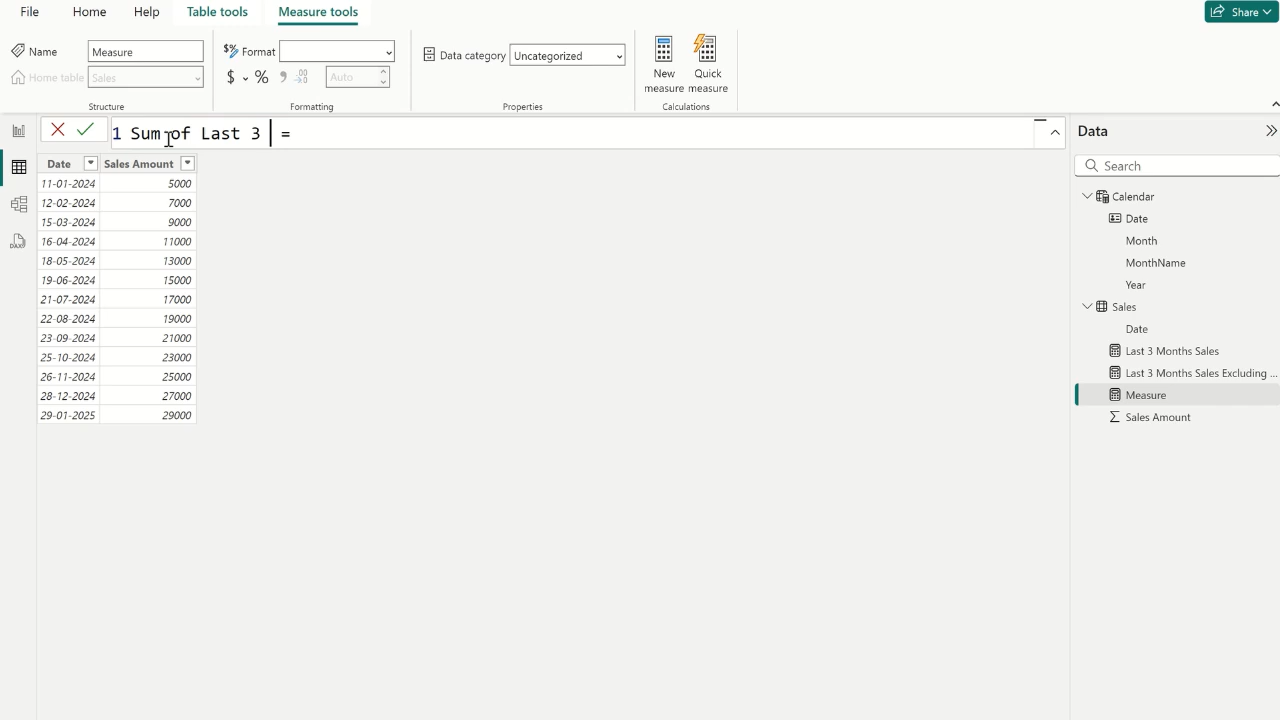 File Home Help Table tools Measure tools Share
Name Measure
Home table Sales
Structure
Format
$ % Auto
Formatting
Data category Uncategorized
Properties
New measure
Quick measure
Calculations
1 Sum of Last 3 =
Date Sales Amount
11-01-2024 5000
12-02-2024 7000
15-03-2024 9000
16-04-2024 11000
18-05-2024 13000
19-06-2024 15000
21-07-2024 17000
22-08-2024 19000
23-09-2024 21000
25-10-2024 23000
26-11-2024 25000
28-12-2024 27000
29-01-2025 29000
Data
Search
Calendar
Date
Month
MonthName
Year
Sales
Date
Last 3 Months Sales
Last 3 Months Sales Excluding ...
Measure
Sales Amount